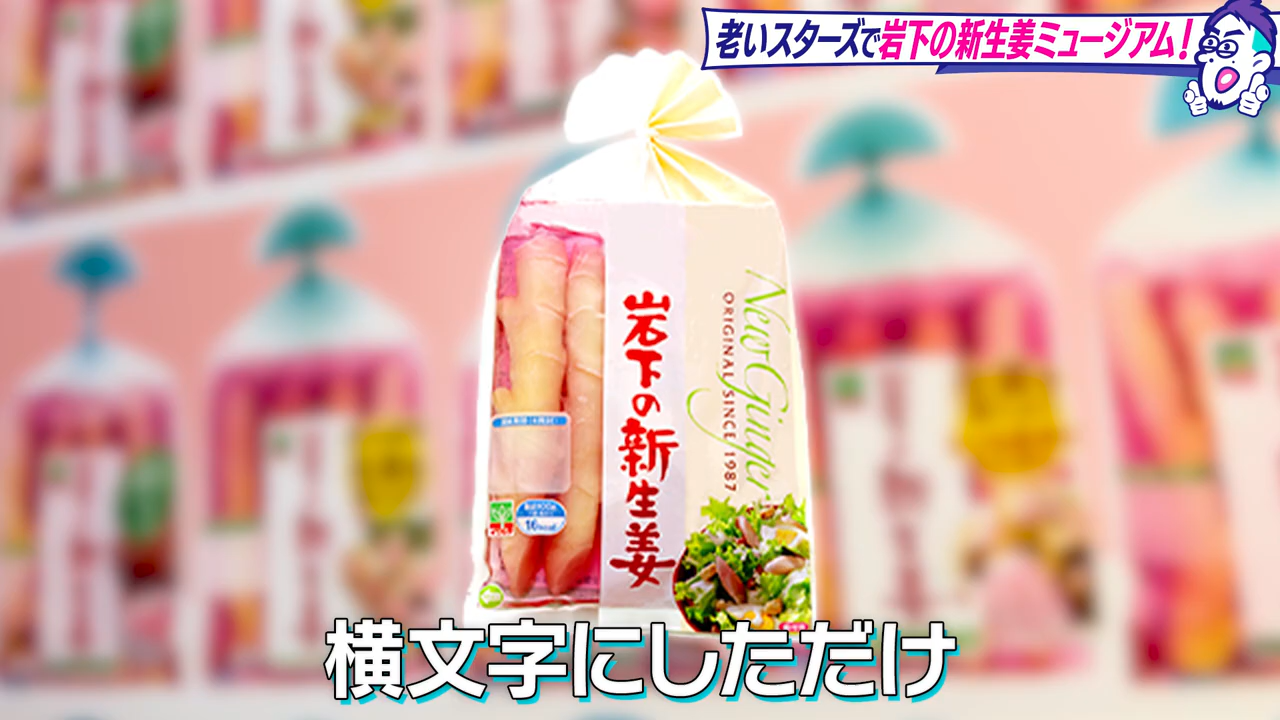 老いスターズで岩下の新生姜ミュージアム！
岩下の新生姜
New Ginger
ORIGINAL SINCE 1987
16kcal
横文字にしただけ